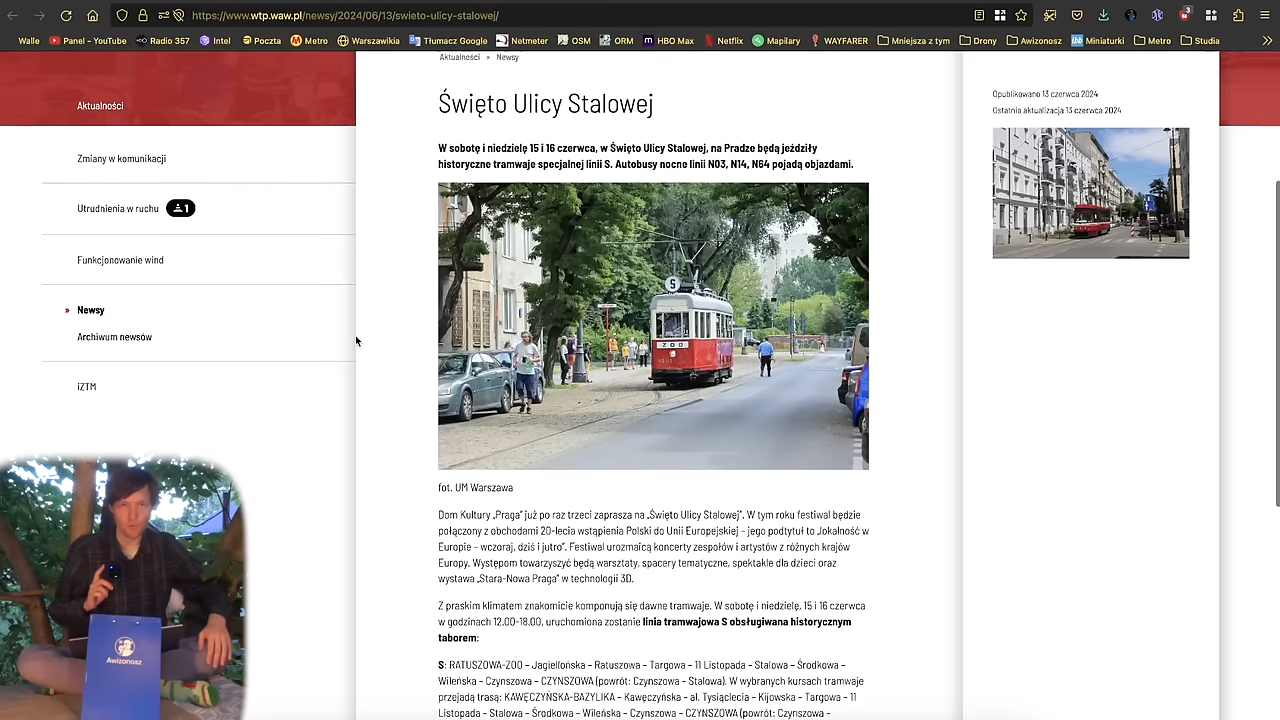 https://www.wtp.waw.pl/newsy/2024/06/13/swieto-ulicy-stalowej/
3
Walle Panel - YouTube Radio 357 Intel Poczta Metro Warszawikia Tłumacz Google Netmeter OSM ORM HBO Max Netflix Mapilary WAYFARER Mniejsza z tym Drony Awizonosz Miniaturki Metro Studia
Aktualności » Newsy
Aktualności
Zmiany w komunikacji
Utrudnienia w ruchu 1
Funkcjonowanie wind
» Newsy
Archiwum newsów
iZTM
Święto Ulicy Stalowej
W sobotę i niedzielę 15 i 16 czerwca, w Święto Ulicy Stalowej, na Pradze będą jeździły
historyczne tramwaje specjalnej linii S. Autobusy nocne linii N03, N14, N64 pojadą objazdami.
S
ZOO
fot. UM Warszawa
Dom Kultury „Praga” już po raz trzeci zaprasza na „Święto Ulicy Stalowej”. W tym roku festiwal będzie
połączony z obchodami 20-lecia wstąpienia Polski do Unii Europejskiej – jego podtytuł to „lokalność w
Europie – wczoraj, dziś i jutro”. Festiwal urozmaicą koncerty zespołów i artystów z różnych krajów
Europy. Występom towarzyszyć będą warsztaty, spacery tematyczne, spektakle dla dzieci oraz
wystawa „Stara-Nowa Praga” w technologii 3D.
Z praskim klimatem znakomicie komponują się dawne tramwaje. W sobotę i niedzielę, 15 i 16 czerwca
w godzinach 12.00-18.00, uruchomiona zostanie linia tramwajowa S obsługiwana historycznym
taborem:
S: RATUSZOWA-ZOO – Jagiellońska – Ratuszowa – Targowa – 11 Listopada – Stalowa – Środkowa –
Wileńska – Czynszowa – CZYNSZOWA (powrót: Czynszowa – Stalowa). W wybranych kursach tramwaje
przejadą trasą: KAWĘCZYŃSKA-BAZYLIKA – Kawęczyńska – al. Tysiąclecia – Kijowska – Targowa – 11
Listopada – Stalowa – Środkowa – Wileńska – Czynszowa – CZYNSZOWA (powrót: Czynszowa –
Opublikowano 13 czerwca 2024
Ostatnia aktualizacja 13 czerwca 2024
Awizonosz